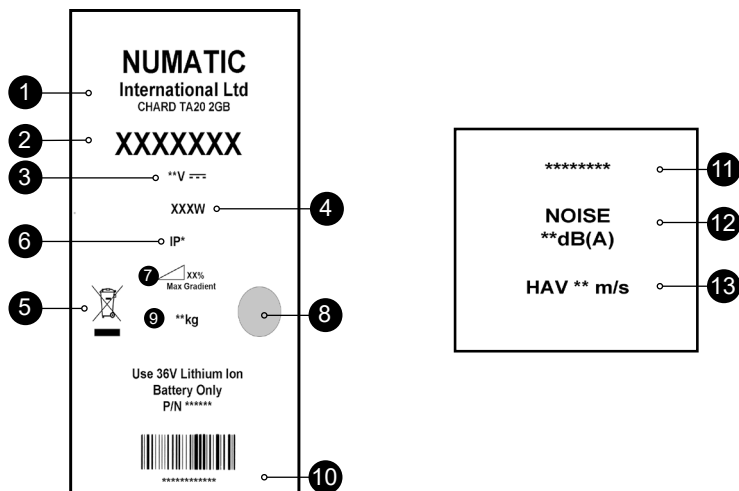 NUMATIC
International Ltd
CHARD TA20 2GB
1
2
XXXXXXX
3
**V
XXXW
4
6
IP*
7
XX%
Max Gradient
5
9
**kg
8
Use 36V Lithium Ion
Battery Only
P/N ******
************
10
********
11
NOISE
**dB(A)
12
HAV ** m/s
13